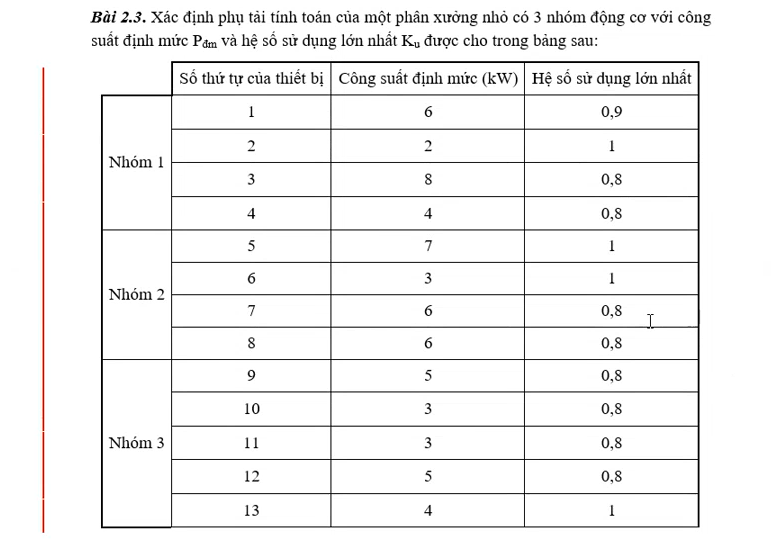 Bài 2.3. Xác định phụ tải tính toán của một phân xưởng nhỏ có 3 nhóm động cơ với công
suất định mức Pđm và hệ số sử dụng lớn nhất Ku được cho trong bảng sau:
Số thứ tự của thiết bị Công suất định mức (kW) Hệ số sử dụng lớn nhất
Nhóm 1
1 6 0,9
2 2 1
3 8 0,8
4 4 0,8
Nhóm 2
5 7 1
6 3 1
7 6 0,8
8 6 0,8
Nhóm 3
9 5 0,8
10 3 0,8
11 3 0,8
12 5 0,8
13 4 1